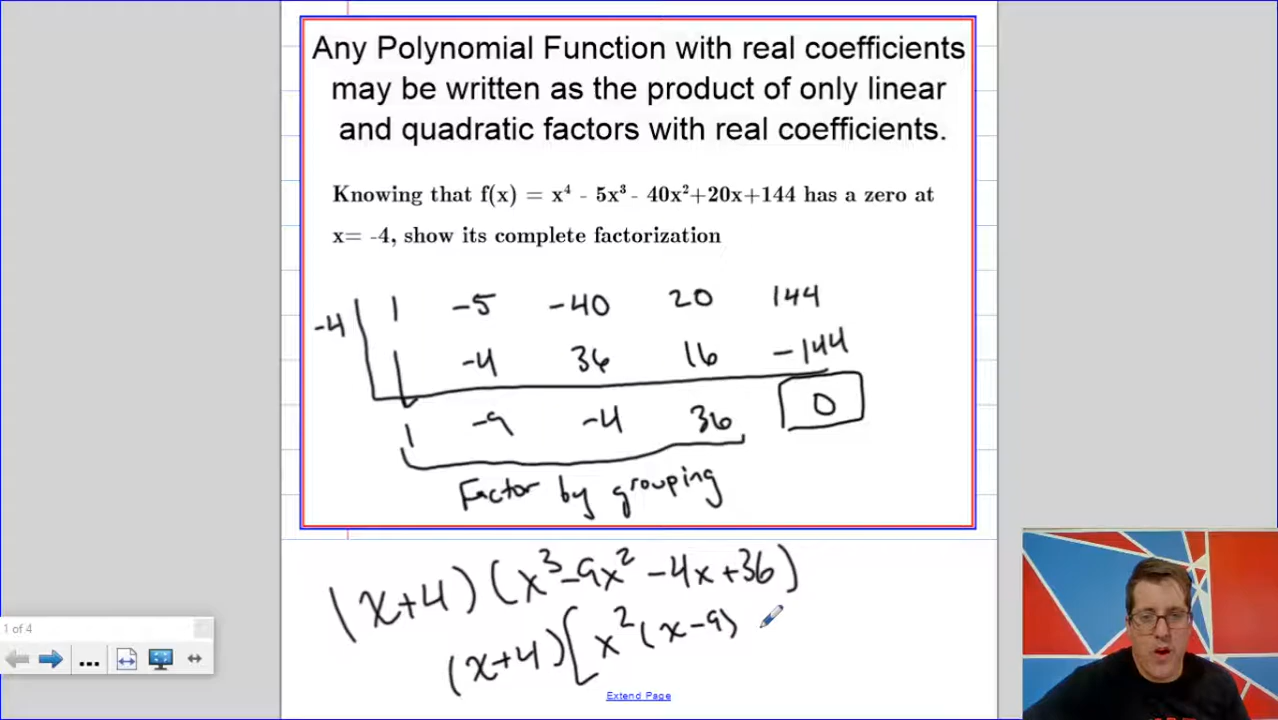 Any Polynomial Function with real coefficients
may be written as the product of only linear
and quadratic factors with real coefficients.
Knowing that f(x) = x⁴ - 5x³ - 40x²+20x+144 has a zero at
x= -4, show its complete factorization
-4 | 1 -5 -40 20 144
-4 36 16 -144
1 -9 -4 36 0
Factor by grouping
(x+4)(x³-9x²-4x+36)
(x+4)[x²(x-9)
1 of 4
...
Extend Page